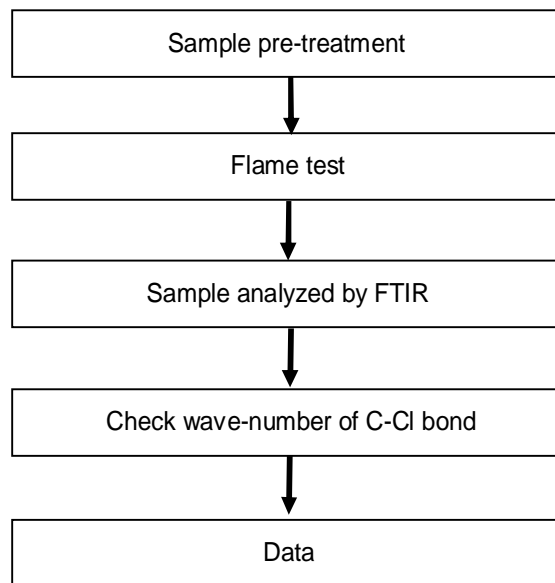 Sample pre-treatment
Flame test
Sample analyzed by FTIR
Check wave-number of C-Cl bond
Data